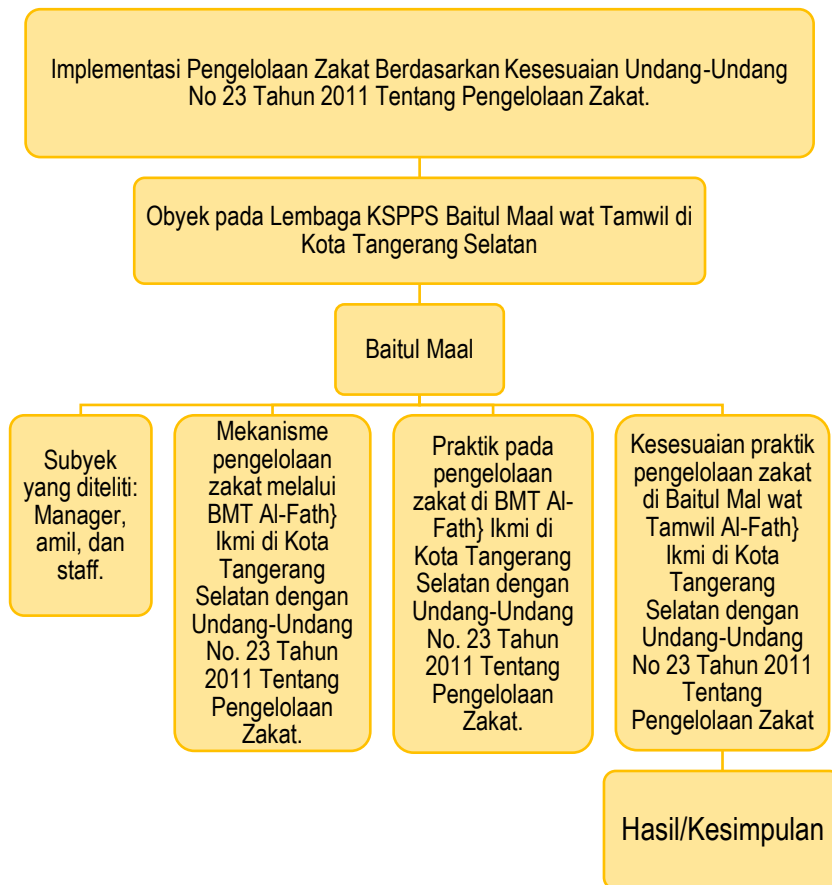 Implementasi Pengelolaan Zakat Berdasarkan Kesesuaian Undang-Undang
No 23 Tahun 2011 Tentang Pengelolaan Zakat.
Obyek pada Lembaga KSPPS Baitul Maal wat Tamwil di
Kota Tangerang Selatan
Baitul Maal
Subyek
yang diteliti:
Manager,
amil, dan
staff.
Mekanisme
pengelolaan
zakat melalui
BMT Al-Fath}
Ikmi di Kota
Tangerang
Selatan dengan
Undang-Undang
No. 23 Tahun
2011 Tentang
Pengelolaan
Zakat.
Praktik pada
pengelolaan
zakat di BMT Al-
Fath} Ikmi di
Kota Tangerang
Selatan dengan
Undang-Undang
No. 23 Tahun
2011 Tentang
Pengelolaan
Zakat.
Kesesuaian praktik
pengelolaan zakat
di Baitul Mal wat
Tamwil Al-Fath}
Ikmi di Kota
Tangerang
Selatan dengan
Undang-Undang
No 23 Tahun 2011
Tentang
Pengelolaan Zakat
Hasil/Kesimpulan